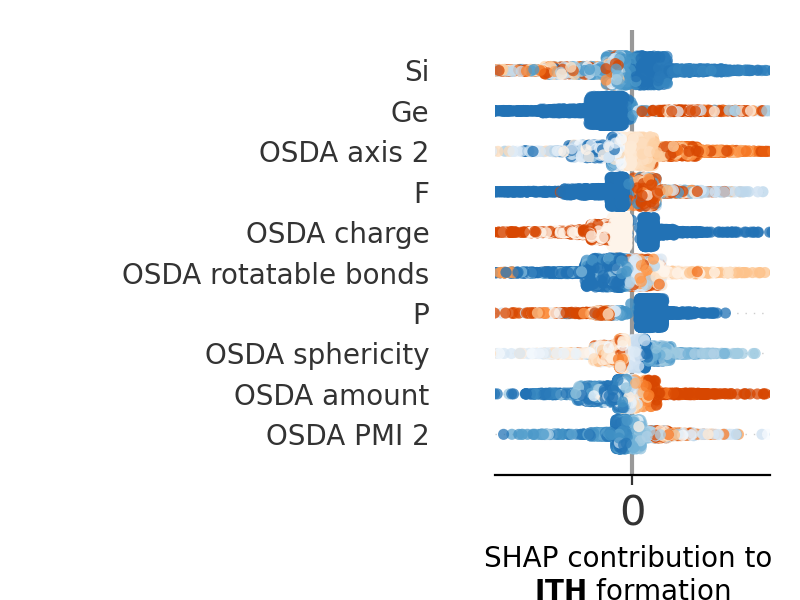 Si
Ge
OSDA axis 2
F
OSDA charge
OSDA rotatable bonds
P
OSDA sphericity
OSDA amount
OSDA PMI 2
0
SHAP contribution to
ITH formation